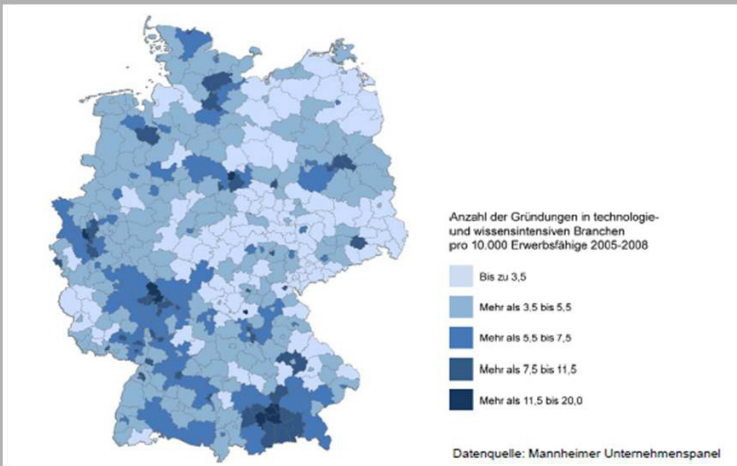 Anzahl der Gründungen in technologie-
und wissensintensiven Branchen
pro 10.000 Erwerbsfähige 2005-2008
Bis zu 3,5
Mehr als 3,5 bis 5,5
Mehr als 5,5 bis 7,5
Mehr als 7,5 bis 11,5
Mehr als 11,5 bis 20,0
Datenquelle: Mannheimer Unternehmenspanel